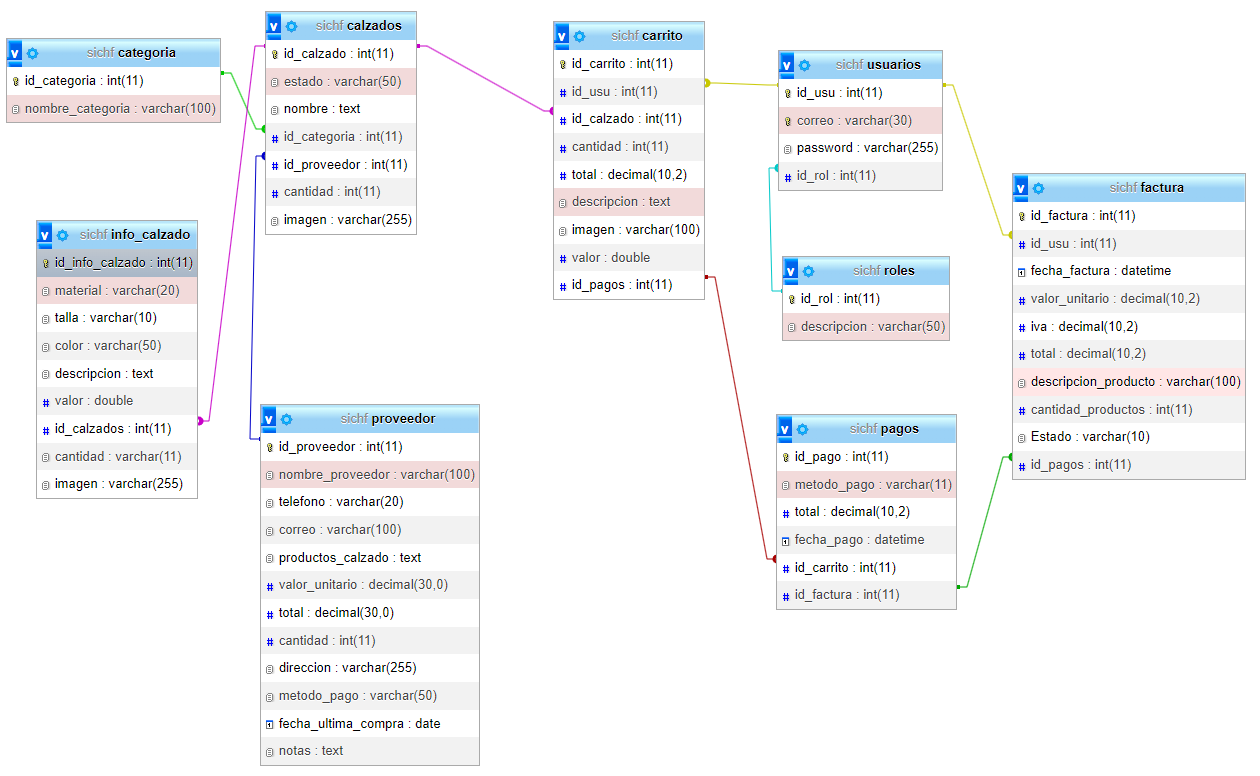 sichf categoria
id_categoria : int(11)
nombre_categoria : varchar(100)
sichf calzados
id_calzado : int(11)
estado : varchar(50)
nombre : text
id_categoria : int(11)
id_proveedor : int(11)
cantidad : int(11)
imagen : varchar(255)
sichf carrito
id_carrito : int(11)
id_usu : int(11)
id_calzado : int(11)
cantidad : int(11)
total : decimal(10,2)
descripcion : text
imagen : varchar(100)
valor : double
id_pagos : int(11)
sichf usuarios
id_usu : int(11)
correo : varchar(30)
password : varchar(255)
id_rol : int(11)
sichf factura
id_factura : int(11)
id_usu : int(11)
fecha_factura : datetime
valor_unitario : decimal(10,2)
iva : decimal(10,2)
total : decimal(10,2)
descripcion_producto : varchar(100)
cantidad_productos : int(11)
Estado : varchar(10)
id_pagos : int(11)
sichf info_calzado
id_info_calzado : int(11)
material : varchar(20)
talla : varchar(10)
color : varchar(50)
descripcion : text
valor : double
id_calzados : int(11)
cantidad : varchar(11)
imagen : varchar(255)
sichf roles
id_rol : int(11)
descripcion : varchar(50)
sichf proveedor
id_proveedor : int(11)
nombre_proveedor : varchar(100)
telefono : varchar(20)
correo : varchar(100)
productos_calzado : text
valor_unitario : decimal(30,0)
total : decimal(30,0)
cantidad : int(11)
direccion : varchar(255)
metodo_pago : varchar(50)
fecha_ultima_compra : date
notas : text
sichf pagos
id_pago : int(11)
metodo_pago : varchar(11)
total : decimal(10,2)
fecha_pago : datetime
id_carrito : int(11)
id_factura : int(11)